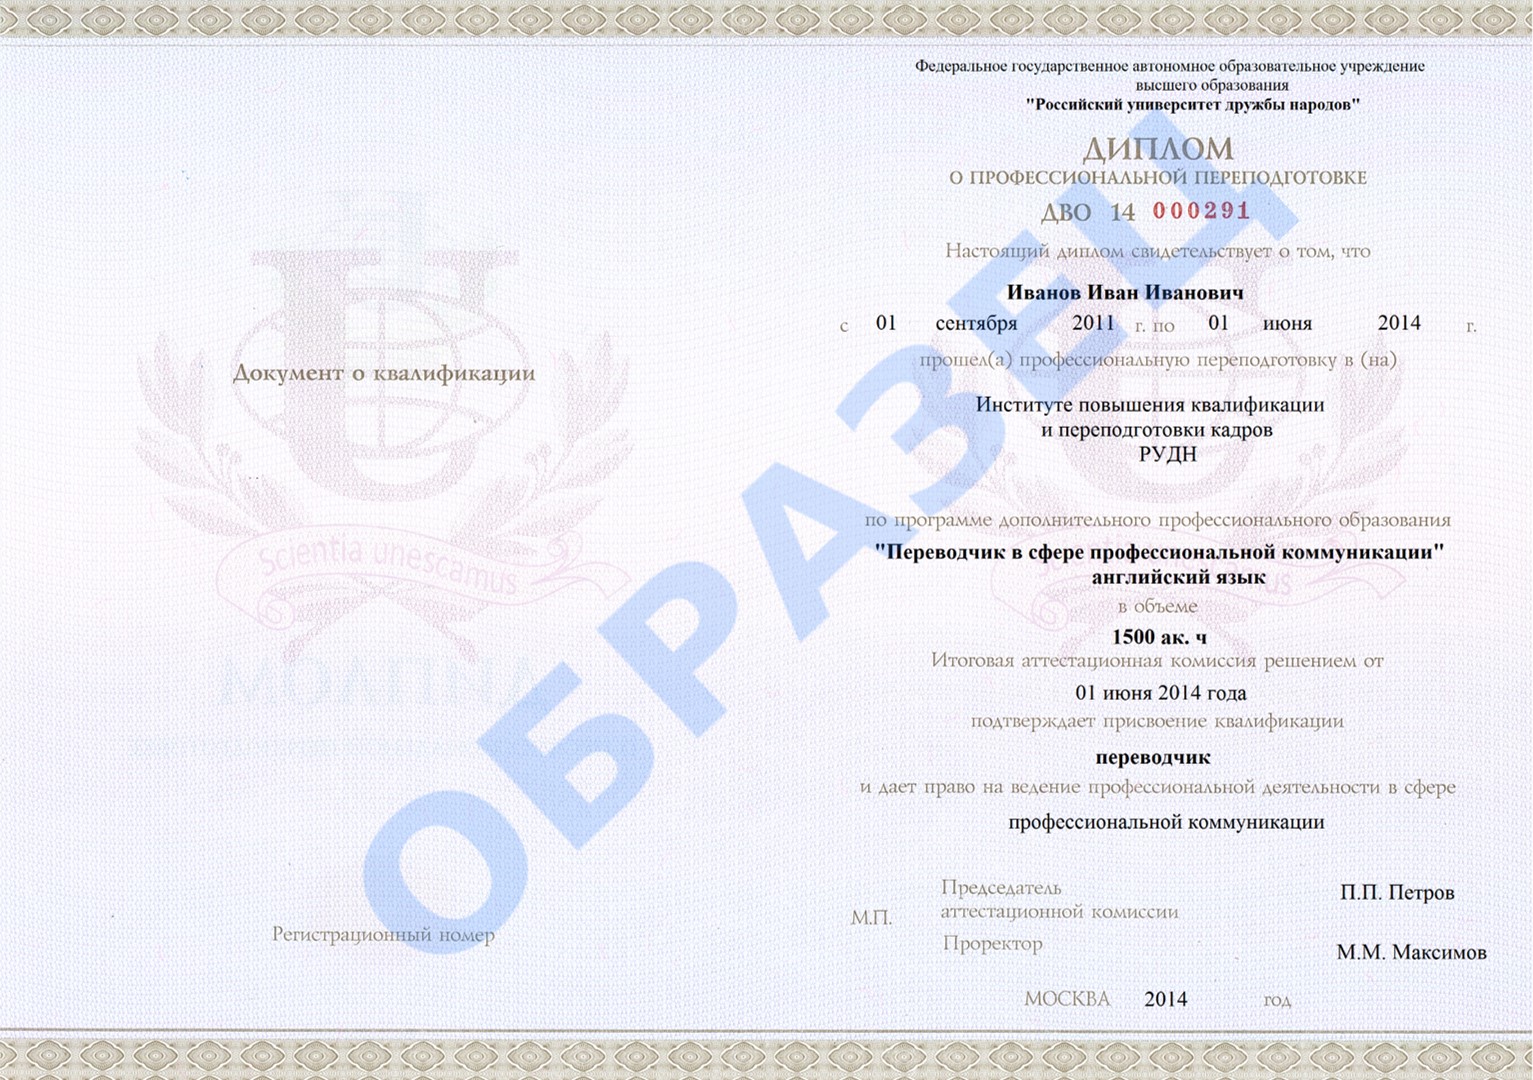 Документ о квалификации
Scientia unescamus
Регистрационный номер
Федеральное государственное автономное образовательное учреждение
высшего образования
"Российский университет дружбы народов"
ДИПЛОМ
О ПРОФЕССИОНАЛЬНОЙ ПЕРЕПОДГОТОВКЕ
ДВО 14 000291
Настоящий диплом свидетельствует о том, что
Иванов Иван Иванович
с 01 сентября 2011 г. по 01 июня 2014 г.
прошел(а) профессиональную переподготовку в (на)
Институте повышения квалификации
и переподготовки кадров
РУДН
по программе дополнительного профессионального образования
"Переводчик в сфере профессиональной коммуникации"
английский язык
в объеме
1500 ак. ч
Итоговая аттестационная комиссия решением от
01 июня 2014 года
подтверждает присвоение квалификации
переводчик
и дает право на ведение профессиональной деятельности в сфере
профессиональной коммуникации
Председатель
аттестационной комиссии
П.П. Петров
М.П.
Проректор
М.М. Максимов
МОСКВА 2014 год
ОБРАЗЕЦ